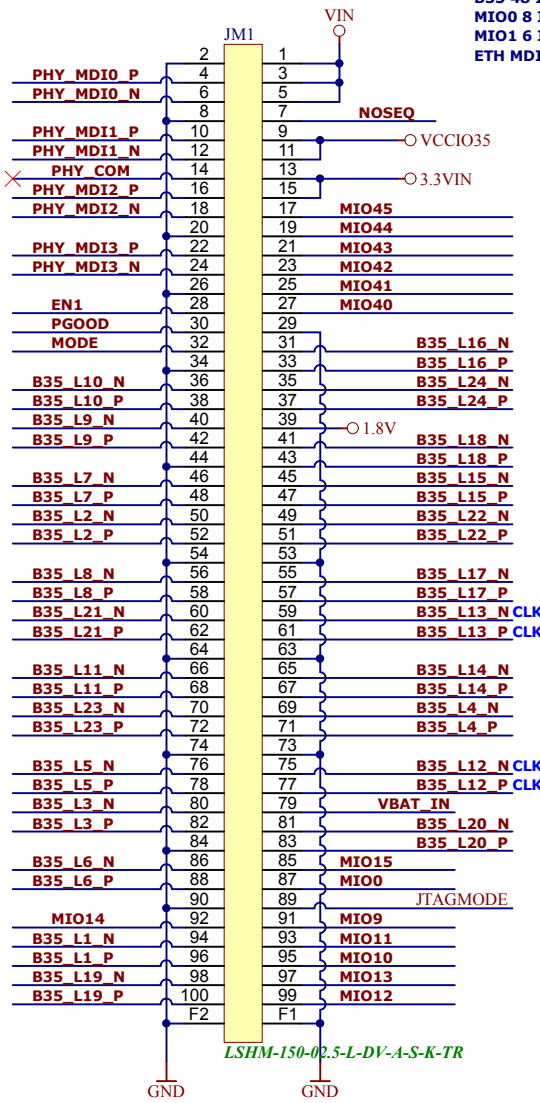 B35 48 I
MIO0 8 I
MIO1 6 I
ETH MDI
VIN
JM1
2 1
PHY_MDI0_P 4 3
PHY_MDI0_N 6 5
8 7 NOSEQ
PHY_MDI1_P 10 9 VCCIO35
PHY_MDI1_N 12 11
PHY_COM 14 13 3.3VIN
PHY_MDI2_P 16 15
PHY_MDI2_N 18 17 MIO45
20 19 MIO44
PHY_MDI3_P 22 21 MIO43
PHY_MDI3_N 24 23 MIO42
26 25 MIO41
EN1 28 27 MIO40
PGOOD 30 29
MODE 32 31 B35_L16_N
34 33 B35_L16_P
B35_L10_N 36 35 B35_L24_N
B35_L10_P 38 37 B35_L24_P
B35_L9_N 40 39 1.8V
B35_L9_P 42 41 B35_L18_N
44 43 B35_L18_P
B35_L7_N 46 45 B35_L15_N
B35_L7_P 48 47 B35_L15_P
B35_L2_N 50 49 B35_L22_N
B35_L2_P 52 51 B35_L22_P
54 53
B35_L8_N 56 55 B35_L17_N
B35_L8_P 58 57 B35_L17_P
B35_L21_N 60 59 B35_L13_N CLK
B35_L21_P 62 61 B35_L13_P CLK
64 63
B35_L11_N 66 65 B35_L14_N
B35_L11_P 68 67 B35_L14_P
B35_L23_N 70 69 B35_L4_N
B35_L23_P 72 71 B35_L4_P
74 73
B35_L5_N 76 75 B35_L12_N CLK
B35_L5_P 78 77 B35_L12_P CLK
B35_L3_N 80 79 VBAT_IN
B35_L3_P 82 81 B35_L20_N
84 83 B35_L20_P
B35_L6_N 86 85 MIO15
B35_L6_P 88 87 MIO0
90 89 JTAGMODE
MIO14 92 91 MIO9
B35_L1_N 94 93 MIO11
B35_L1_P 96 95 MIO10
B35_L19_N 98 97 MIO13
B35_L19_P 100 99 MIO12
F2 F1
LSHM-150-02.5-L-DV-A-S-K-TR
GND GND